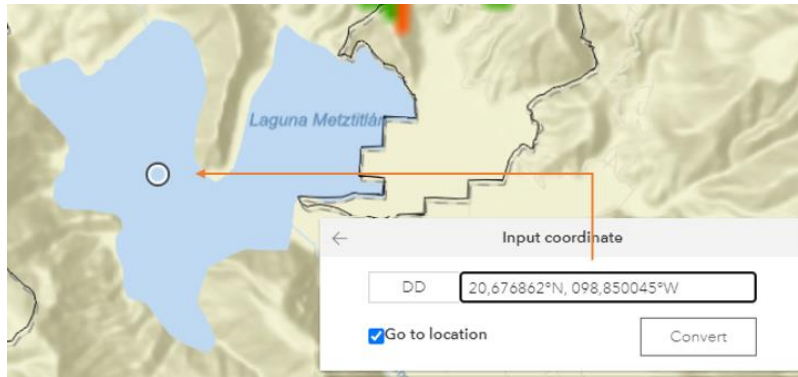 Laguna Metztitlán
Input coordinate
DD
20,676862°N, 098,850045°W
Go to location
Convert